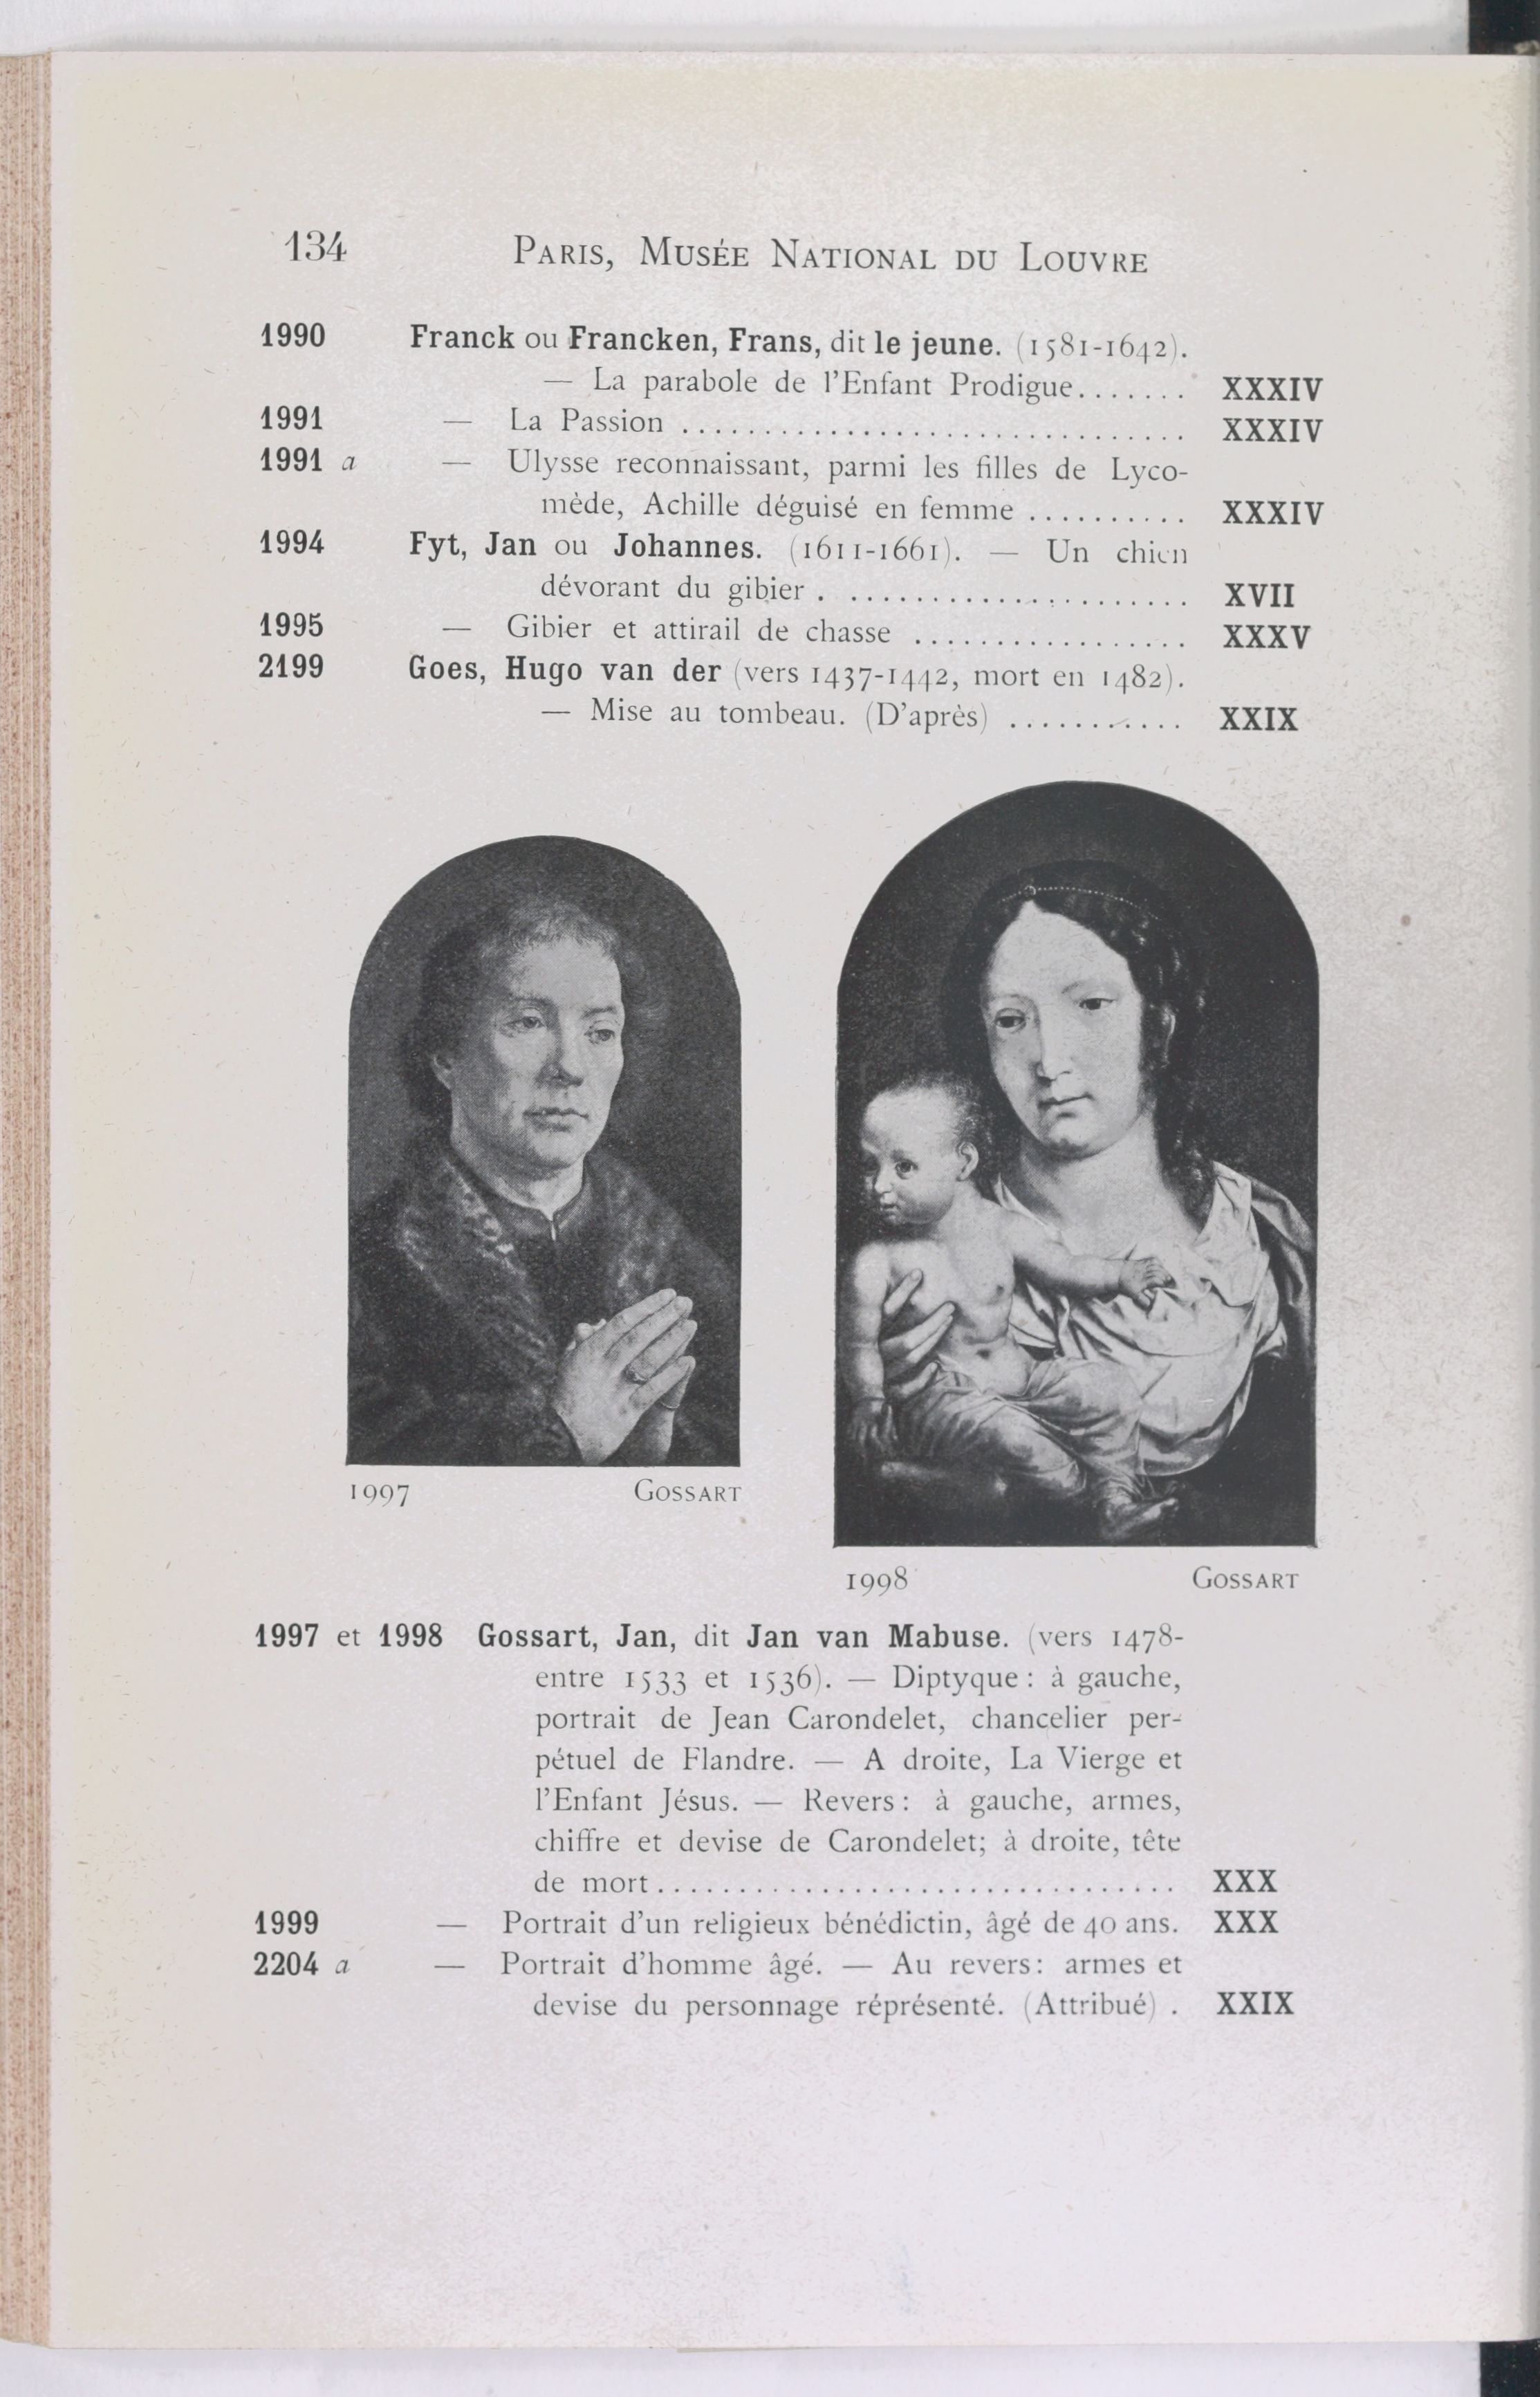 134 PARIS, MUSÉE NATIONAL DU LOUVRE
1990 Franck ou Francken, Frans, dit le jeune. (1581-1642).
— La parabole de l'Enfant Prodigue....... XXXIV
1991 — La Passion ............................... XXXIV
1991 a — Ulysse reconnaissant, parmi les filles de Lyco-
mède, Achille déguisé en femme .......... XXXIV
1994 Fyt, Jan ou Johannes. (1611-1661). — Un chien
dévorant du gibier . ..................... XVII
1995 — Gibier et attirail de chasse ................. XXXV
2199 Goes, Hugo van der (vers 1437-1442, mort en 1482).
— Mise au tombeau. (D'après) ........... XXIX
1997 GOSSART
1998 GOSSART
1997 et 1998 Gossart, Jan, dit Jan van Mabuse. (vers 1478-
entre 1533 et 1536). — Diptyque : à gauche,
portrait de Jean Carondelet, chancelier per-
pétuel de Flandre. — A droite, La Vierge et
l'Enfant Jésus. — Revers : à gauche, armes,
chiffre et devise de Carondelet; à droite, tête
de mort................................ XXX
1999 — Portrait d'un religieux bénédictin, âgé de 40 ans. XXX
2204 a — Portrait d'homme âgé. — Au revers : armes et
devise du personnage réprésenté. (Attribué) . XXIX